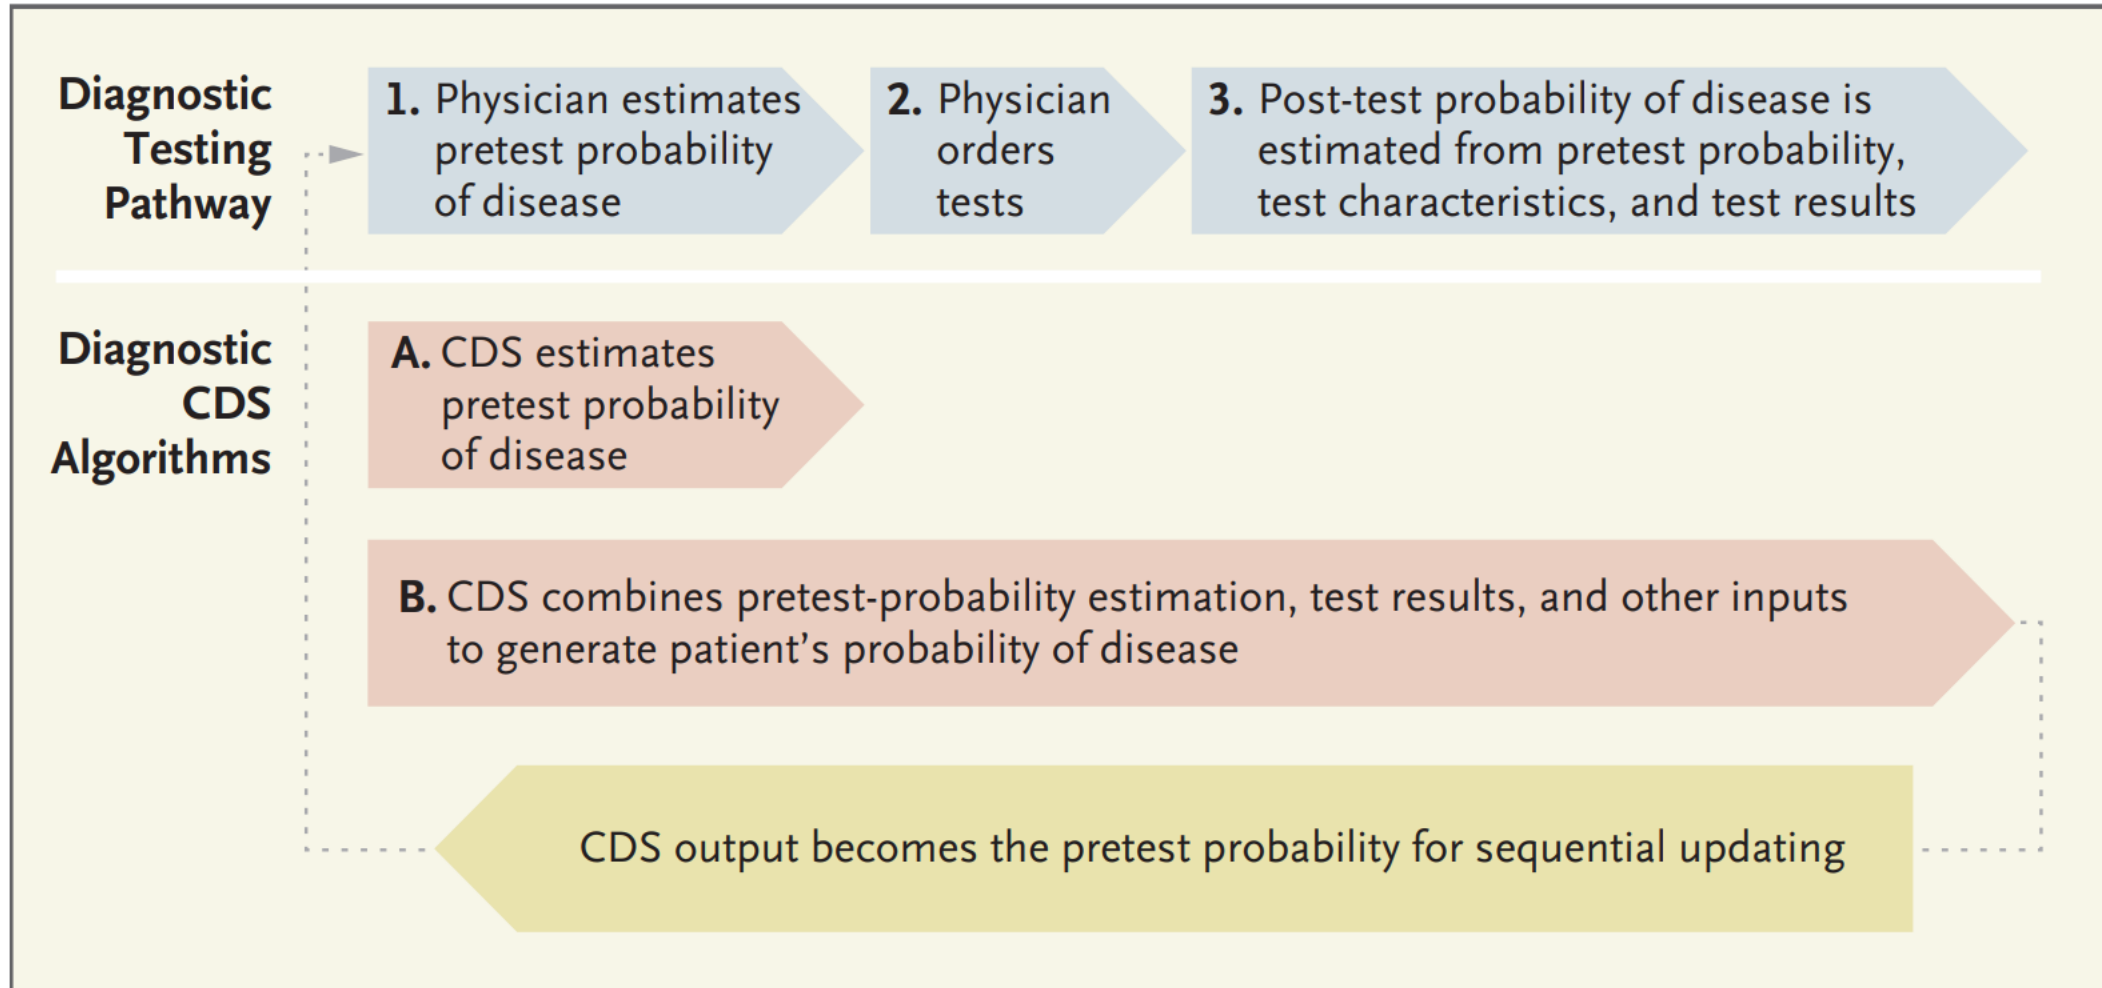 Diagnostic
Testing
Pathway
1. Physician estimates
pretest probability
of disease
2. Physician
orders
tests
3. Post-test probability of disease is
estimated from pretest probability,
test characteristics, and test results
Diagnostic
CDS
Algorithms
A. CDS estimates
pretest probability
of disease
B. CDS combines pretest-probability estimation, test results, and other inputs
to generate patient’s probability of disease
CDS output becomes the pretest probability for sequential updating